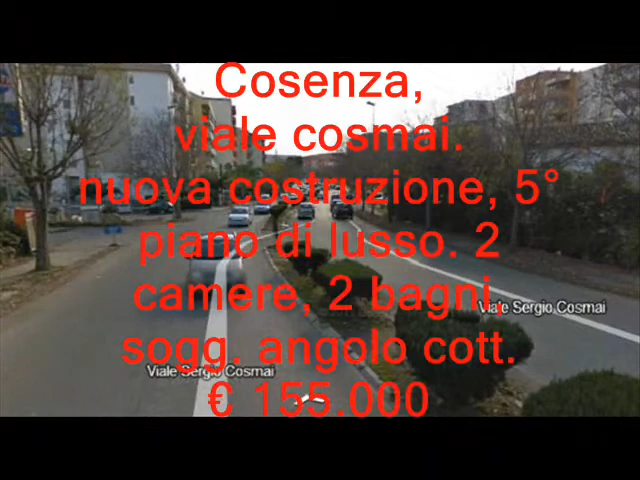 Cosenza,
viale cosmai.
nuova costruzione, 5°
piano di lusso. 2
camere, 2 bagni,
sogg. angolo cott.
€ 155.000
Viale Sergio Cosmai
Viale Sergio Cosmai